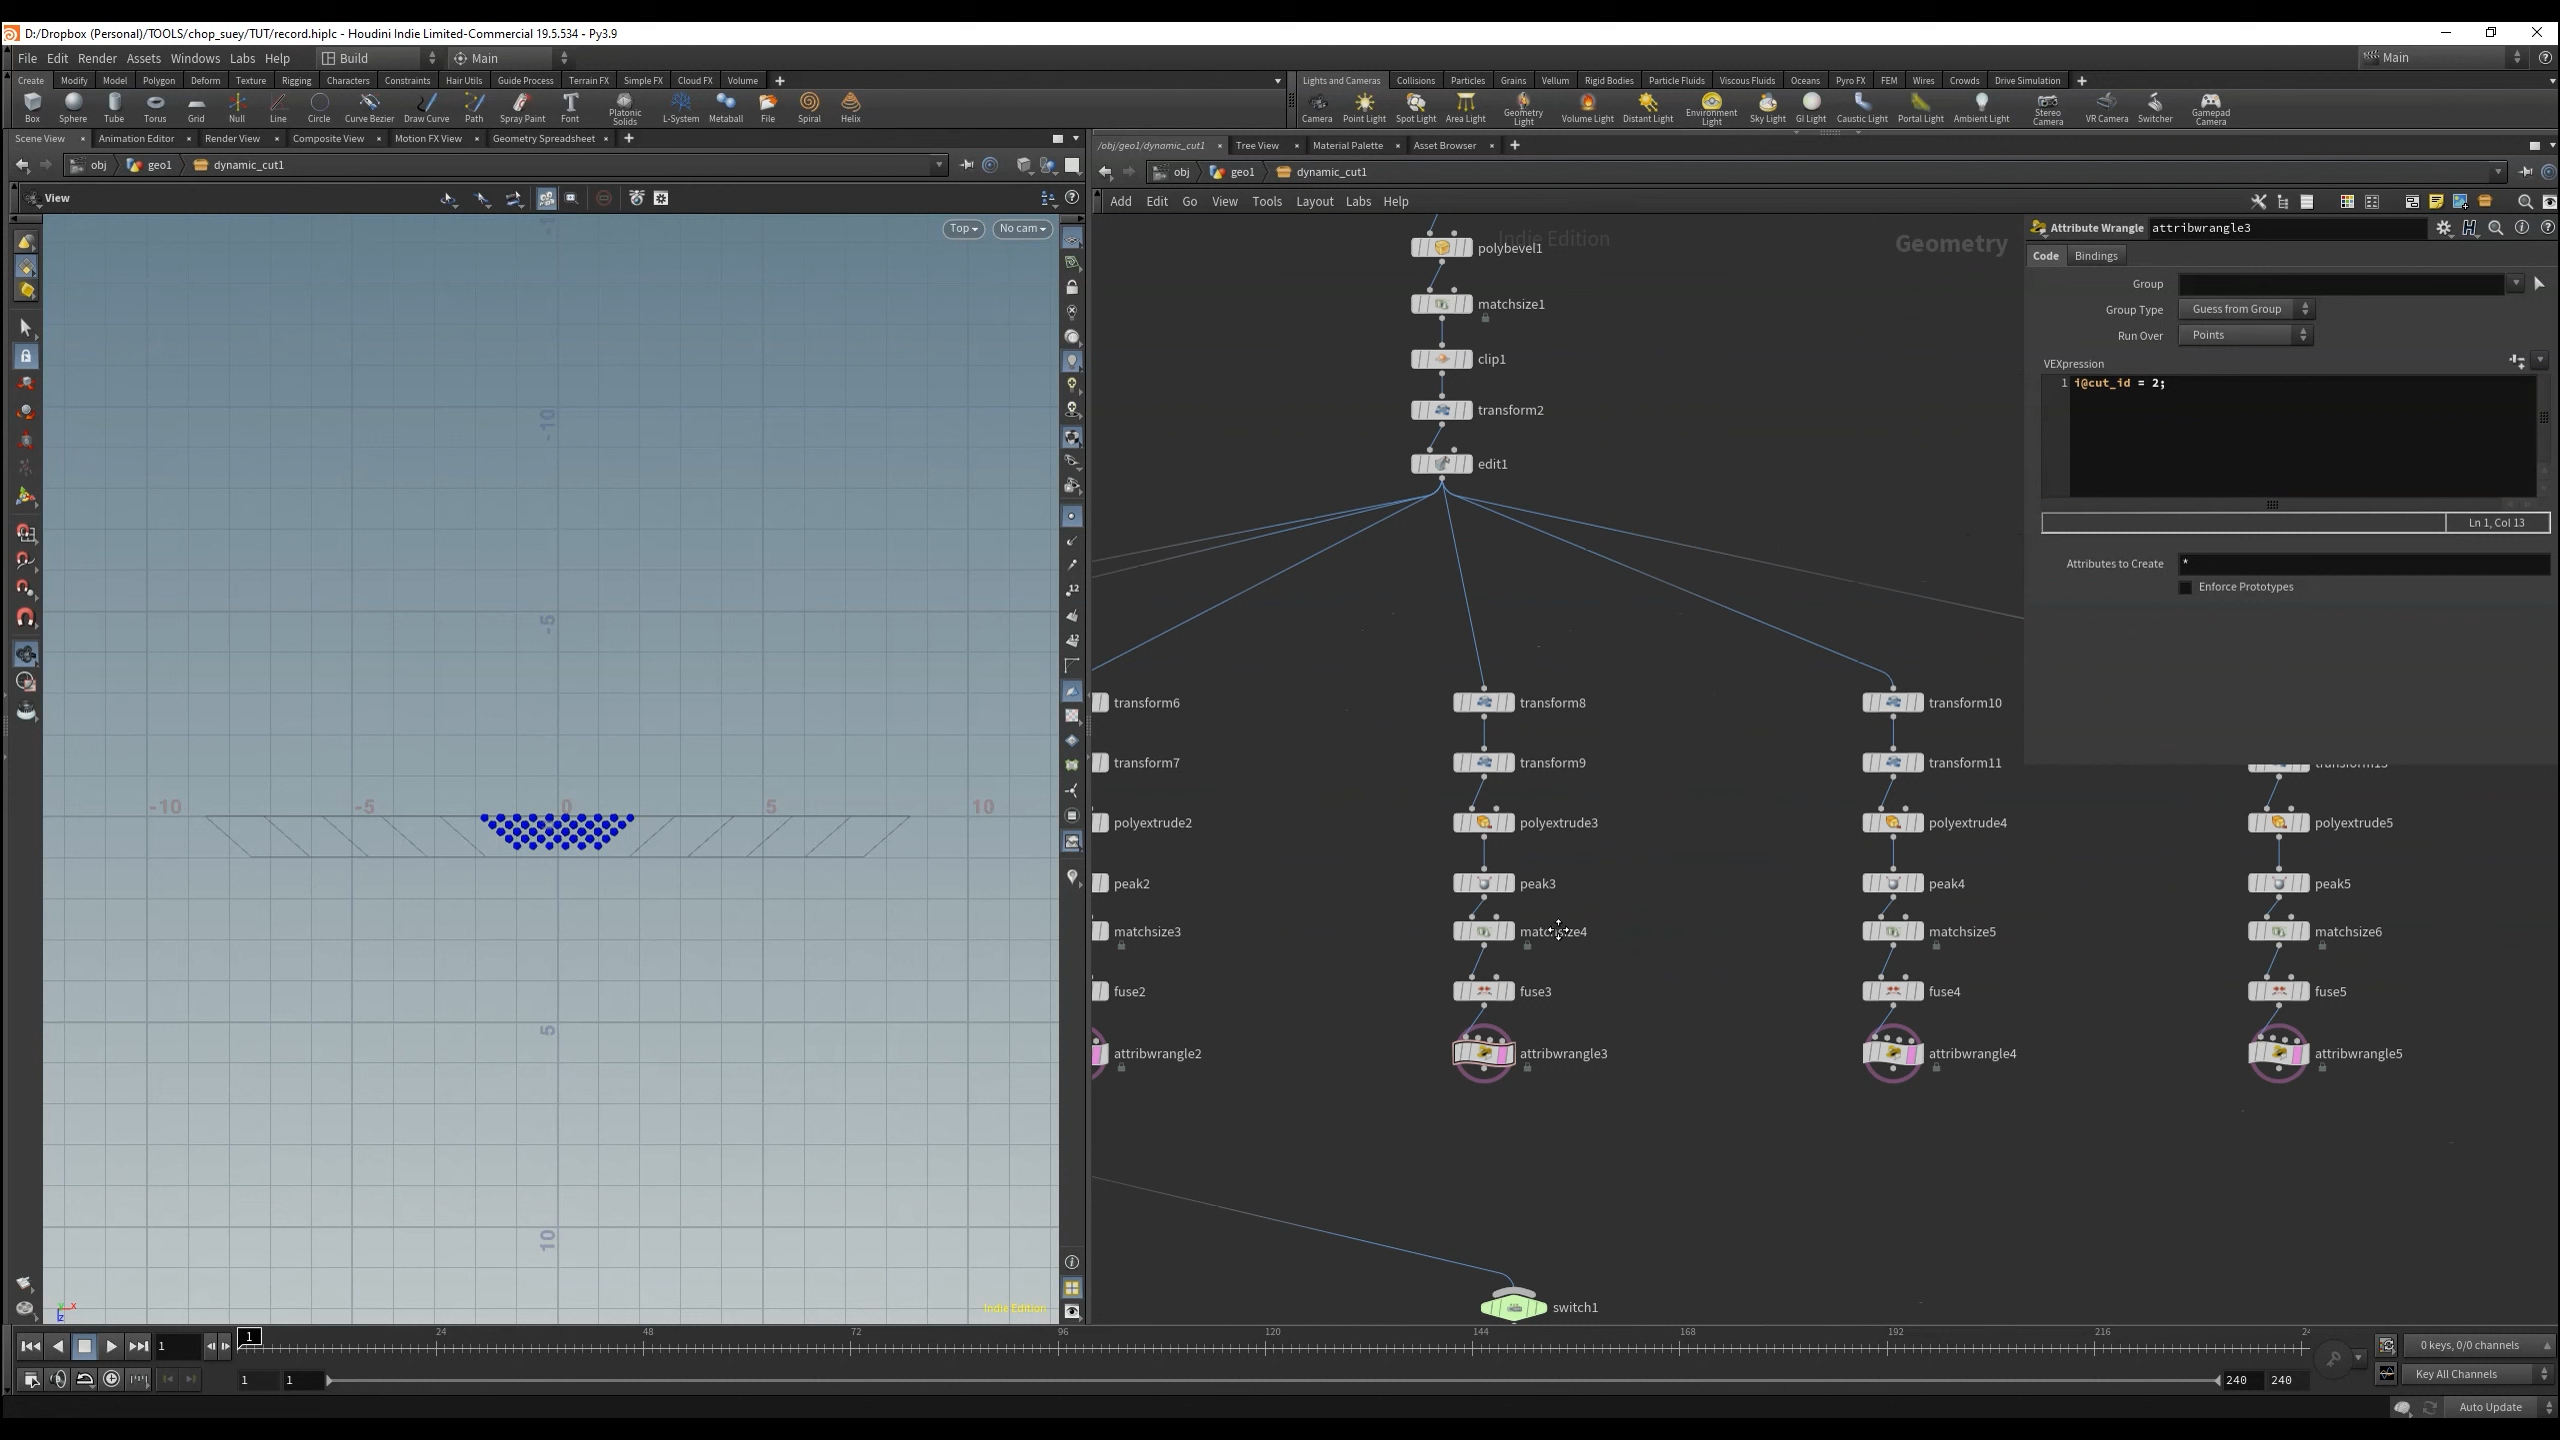 D:/Dropbox (Personal)/TOOLS/chop_suey/TUT/record.hiplc - Houdini Indie Limited-Commercial 19.5.534 - Py3.9
File Edit Render Assets Windows Labs Help Build Main Main
Create Modify Model Polygon Deform Texture Rigging Characters Constraints Hair Utils Guide Process Terrain FX Simple FX Cloud FX Volume
Lights and Cameras Collisions Particles Grains Vellum Rigid Bodies Particle Fluids Viscous Fluids Oceans Pyro FX FEM Wires Crowds Drive Simulation
Box Sphere Tube Torus Grid Null Line Circle Curve Bezier Draw Curve Path Spray Paint Font Platonic Solids L-System Metaball File Spiral Helix
Camera Point Light Spot Light Area Light Geometry Light Volume Light Distant Light Environment Light Sky Light GI Light Caustic Light Portal Light Ambient Light Stereo Camera VR Camera Switcher Gamepad Camera
Scene View Animation Editor Render View Composite View Motion FX View Geometry Spreadsheet
/obj/geo1/dynamic_cut1 Tree View Material Palette Asset Browser
obj geo1 dynamic_cut1
obj geo1 dynamic_cut1
View
Add Edit Go View Tools Layout Labs Help
Top No cam
-10
-5
-10 -5 0 5 10
5
10
Indie Edition
Indie Edition
Geometry
polybevel1
matchsize1
clip1
transform2
edit1
transform6 transform8 transform10
transform7 transform9 transform11
polyextrude2 polyextrude3 polyextrude4 polyextrude5
peak2 peak3 peak4 peak5
matchsize3 matchsize4 matchsize5 matchsize6
fuse2 fuse3 fuse4 fuse5
attribwrangle2 attribwrangle3 attribwrangle4 attribwrangle5
switch1
Attribute Wrangle attribwrangle3
Code Bindings
Group
Group Type Guess from Group
Run Over Points
VEXpression
1 i@cut_id = 2;
Ln 1, Col 13
Attributes to Create *
Enforce Prototypes
1 1 24 48 72 96 120 144 168 192 216
0 keys, 0/0 channels
1 1 240 240
Key All Channels
Auto Update